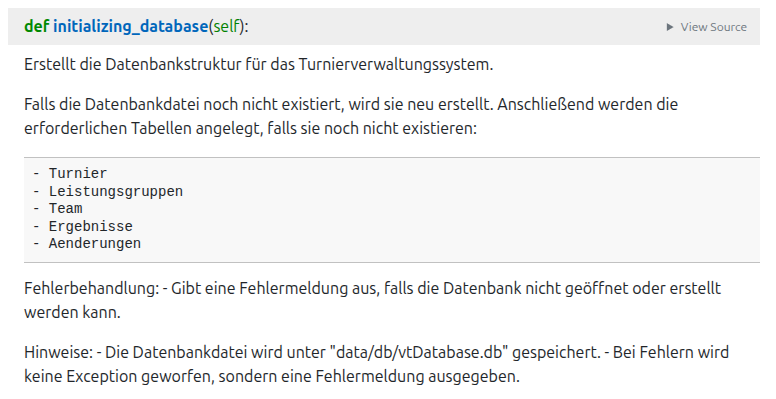 def initializing_database(self):
▶ View Source
Erstellt die Datenbankstruktur für das Turnierverwaltungssystem.
Falls die Datenbankdatei noch nicht existiert, wird sie neu erstellt. Anschließend werden die
erforderlichen Tabellen angelegt, falls sie noch nicht existieren:
- Turnier
- Leistungsgruppen
- Team
- Ergebnisse
- Aenderungen
Fehlerbehandlung: - Gibt eine Fehlermeldung aus, falls die Datenbank nicht geöffnet oder erstellt
werden kann.
Hinweise: - Die Datenbankdatei wird unter "data/db/vtDatabase.db" gespeichert. - Bei Fehlern wird
keine Exception geworfen, sondern eine Fehlermeldung ausgegeben.